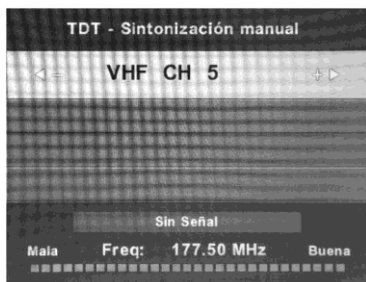 TDT - Sintonización manual
VHF CH 5
Sin Señal
Mala Freq: 177.50 MHz Buena